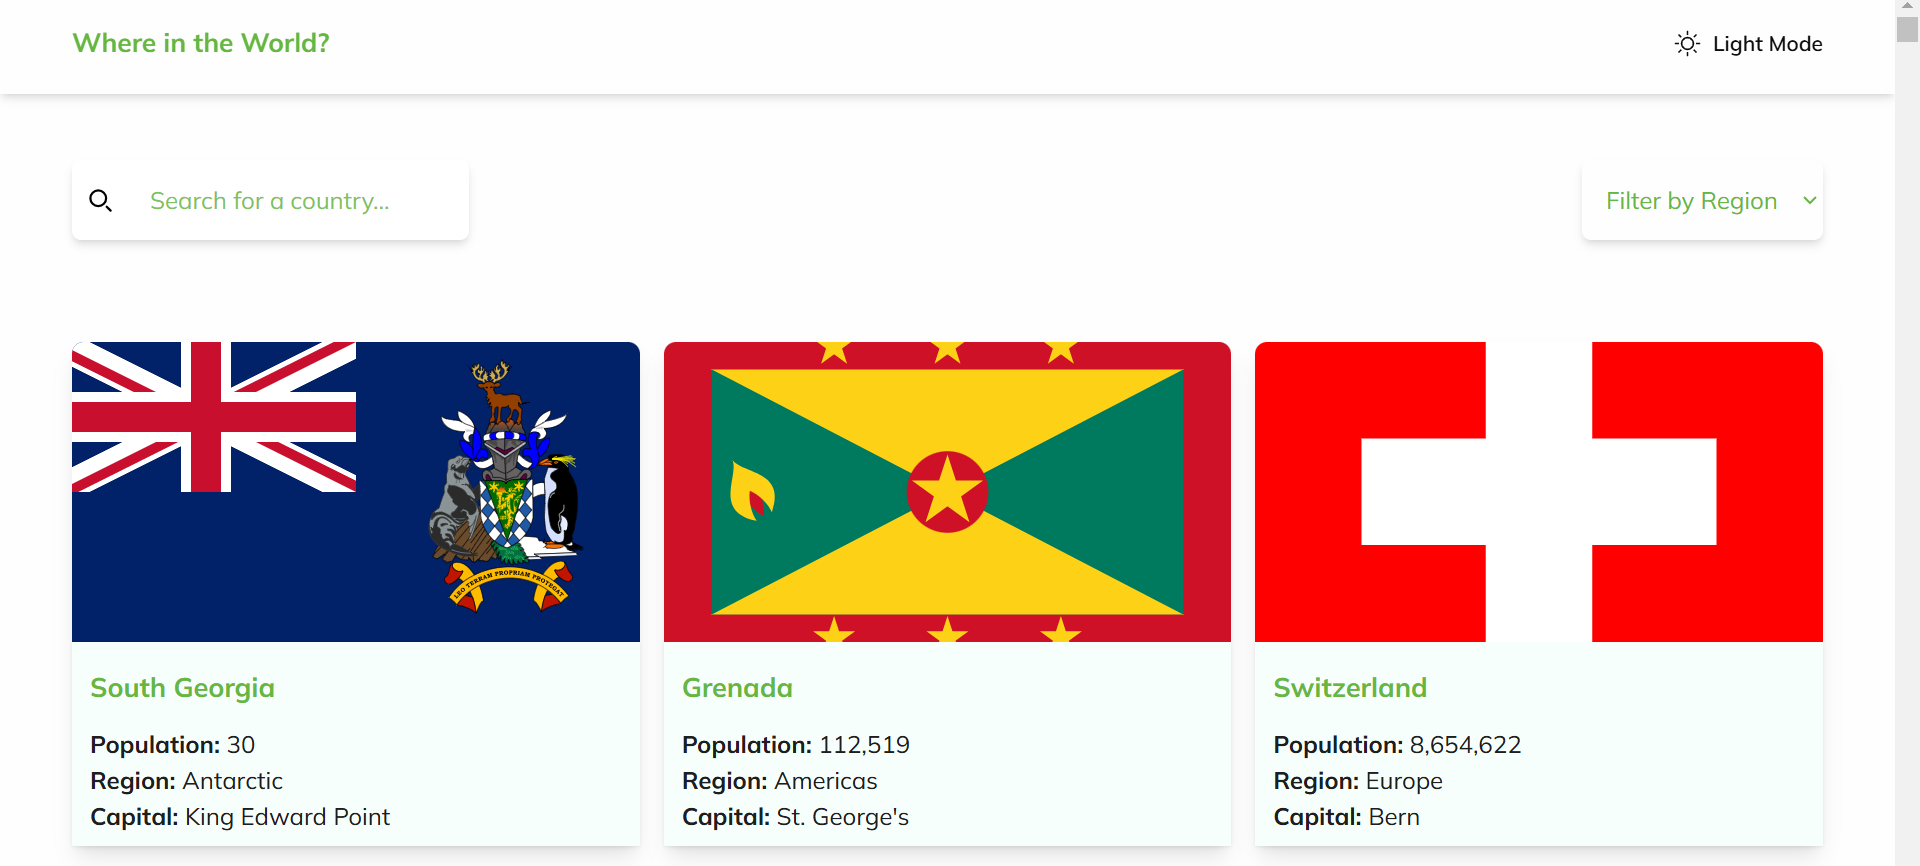 Where in the World?
Light Mode
Search for a country...
Filter by Region
LEO TERRAM PROPRIAM PROTEGAT
South Georgia
Population: 30
Region: Antarctic
Capital: King Edward Point
Grenada
Population: 112,519
Region: Americas
Capital: St. George's
Switzerland
Population: 8,654,622
Region: Europe
Capital: Bern